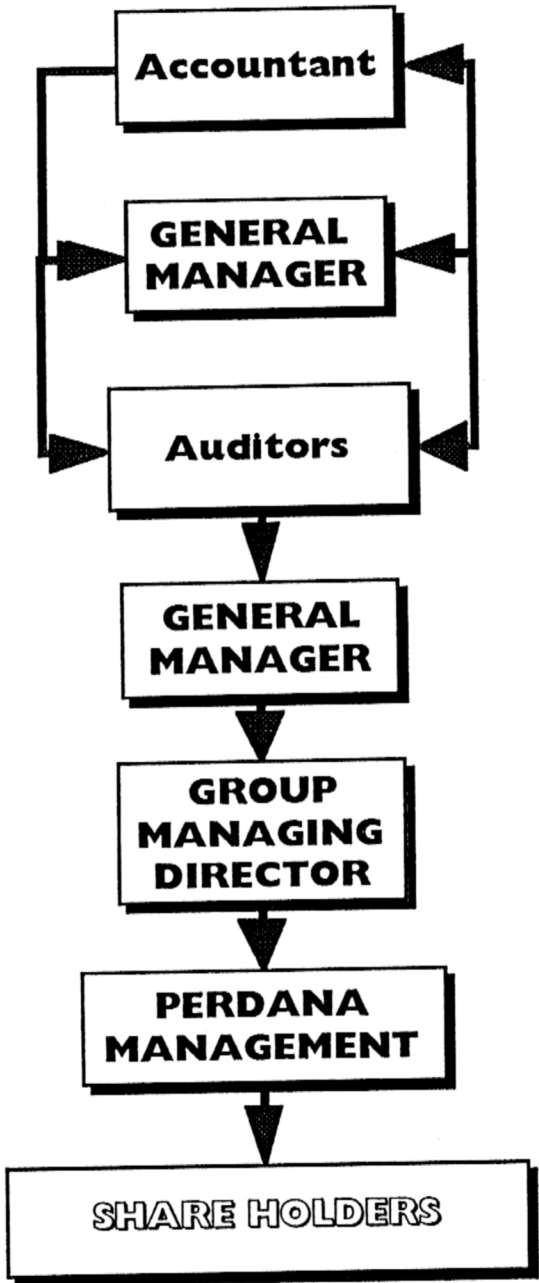 Accountant
GENERAL
MANAGER
Auditors
GENERAL
MANAGER
GROUP
MANAGING
DIRECTOR
PERDANA
MANAGEMENT
SHARE HOLDERS